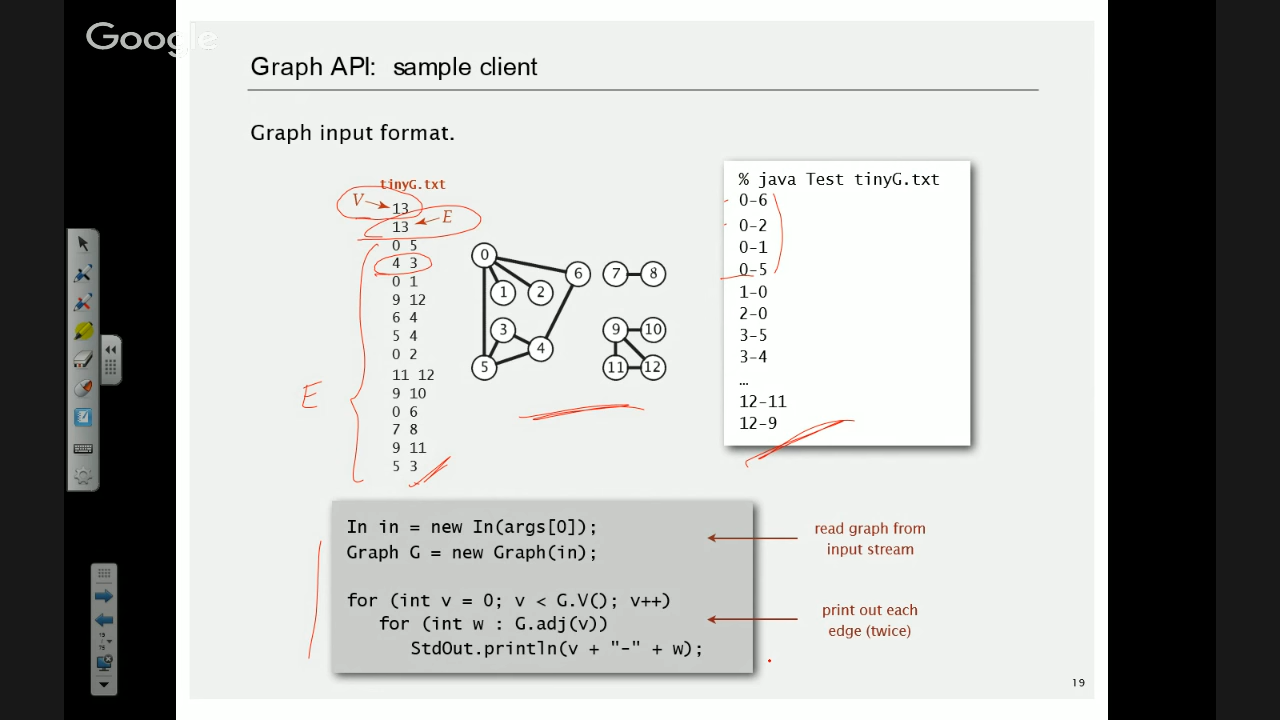 Google
Graph API: sample client
Graph input format.
tinyG.txt
V
13
13
E
0 5
4 3
0 1
9 12
6 4
5 4
0 2
11 12
9 10
0 6
7 8
9 11
5 3
E
0
6
7
8
1
2
3
9
10
4
5
11
12
% java Test tinyG.txt
0-6
0-2
0-1
0-5
1-0
2-0
3-5
3-4
…
12-11
12-9
In in = new In(args[0]);
Graph G = new Graph(in);
for (int v = 0; v < G.V(); v++)
for (int w : G.adj(v))
StdOut.println(v + "-" + w);
read graph from
input stream
print out each
edge (twice)
19